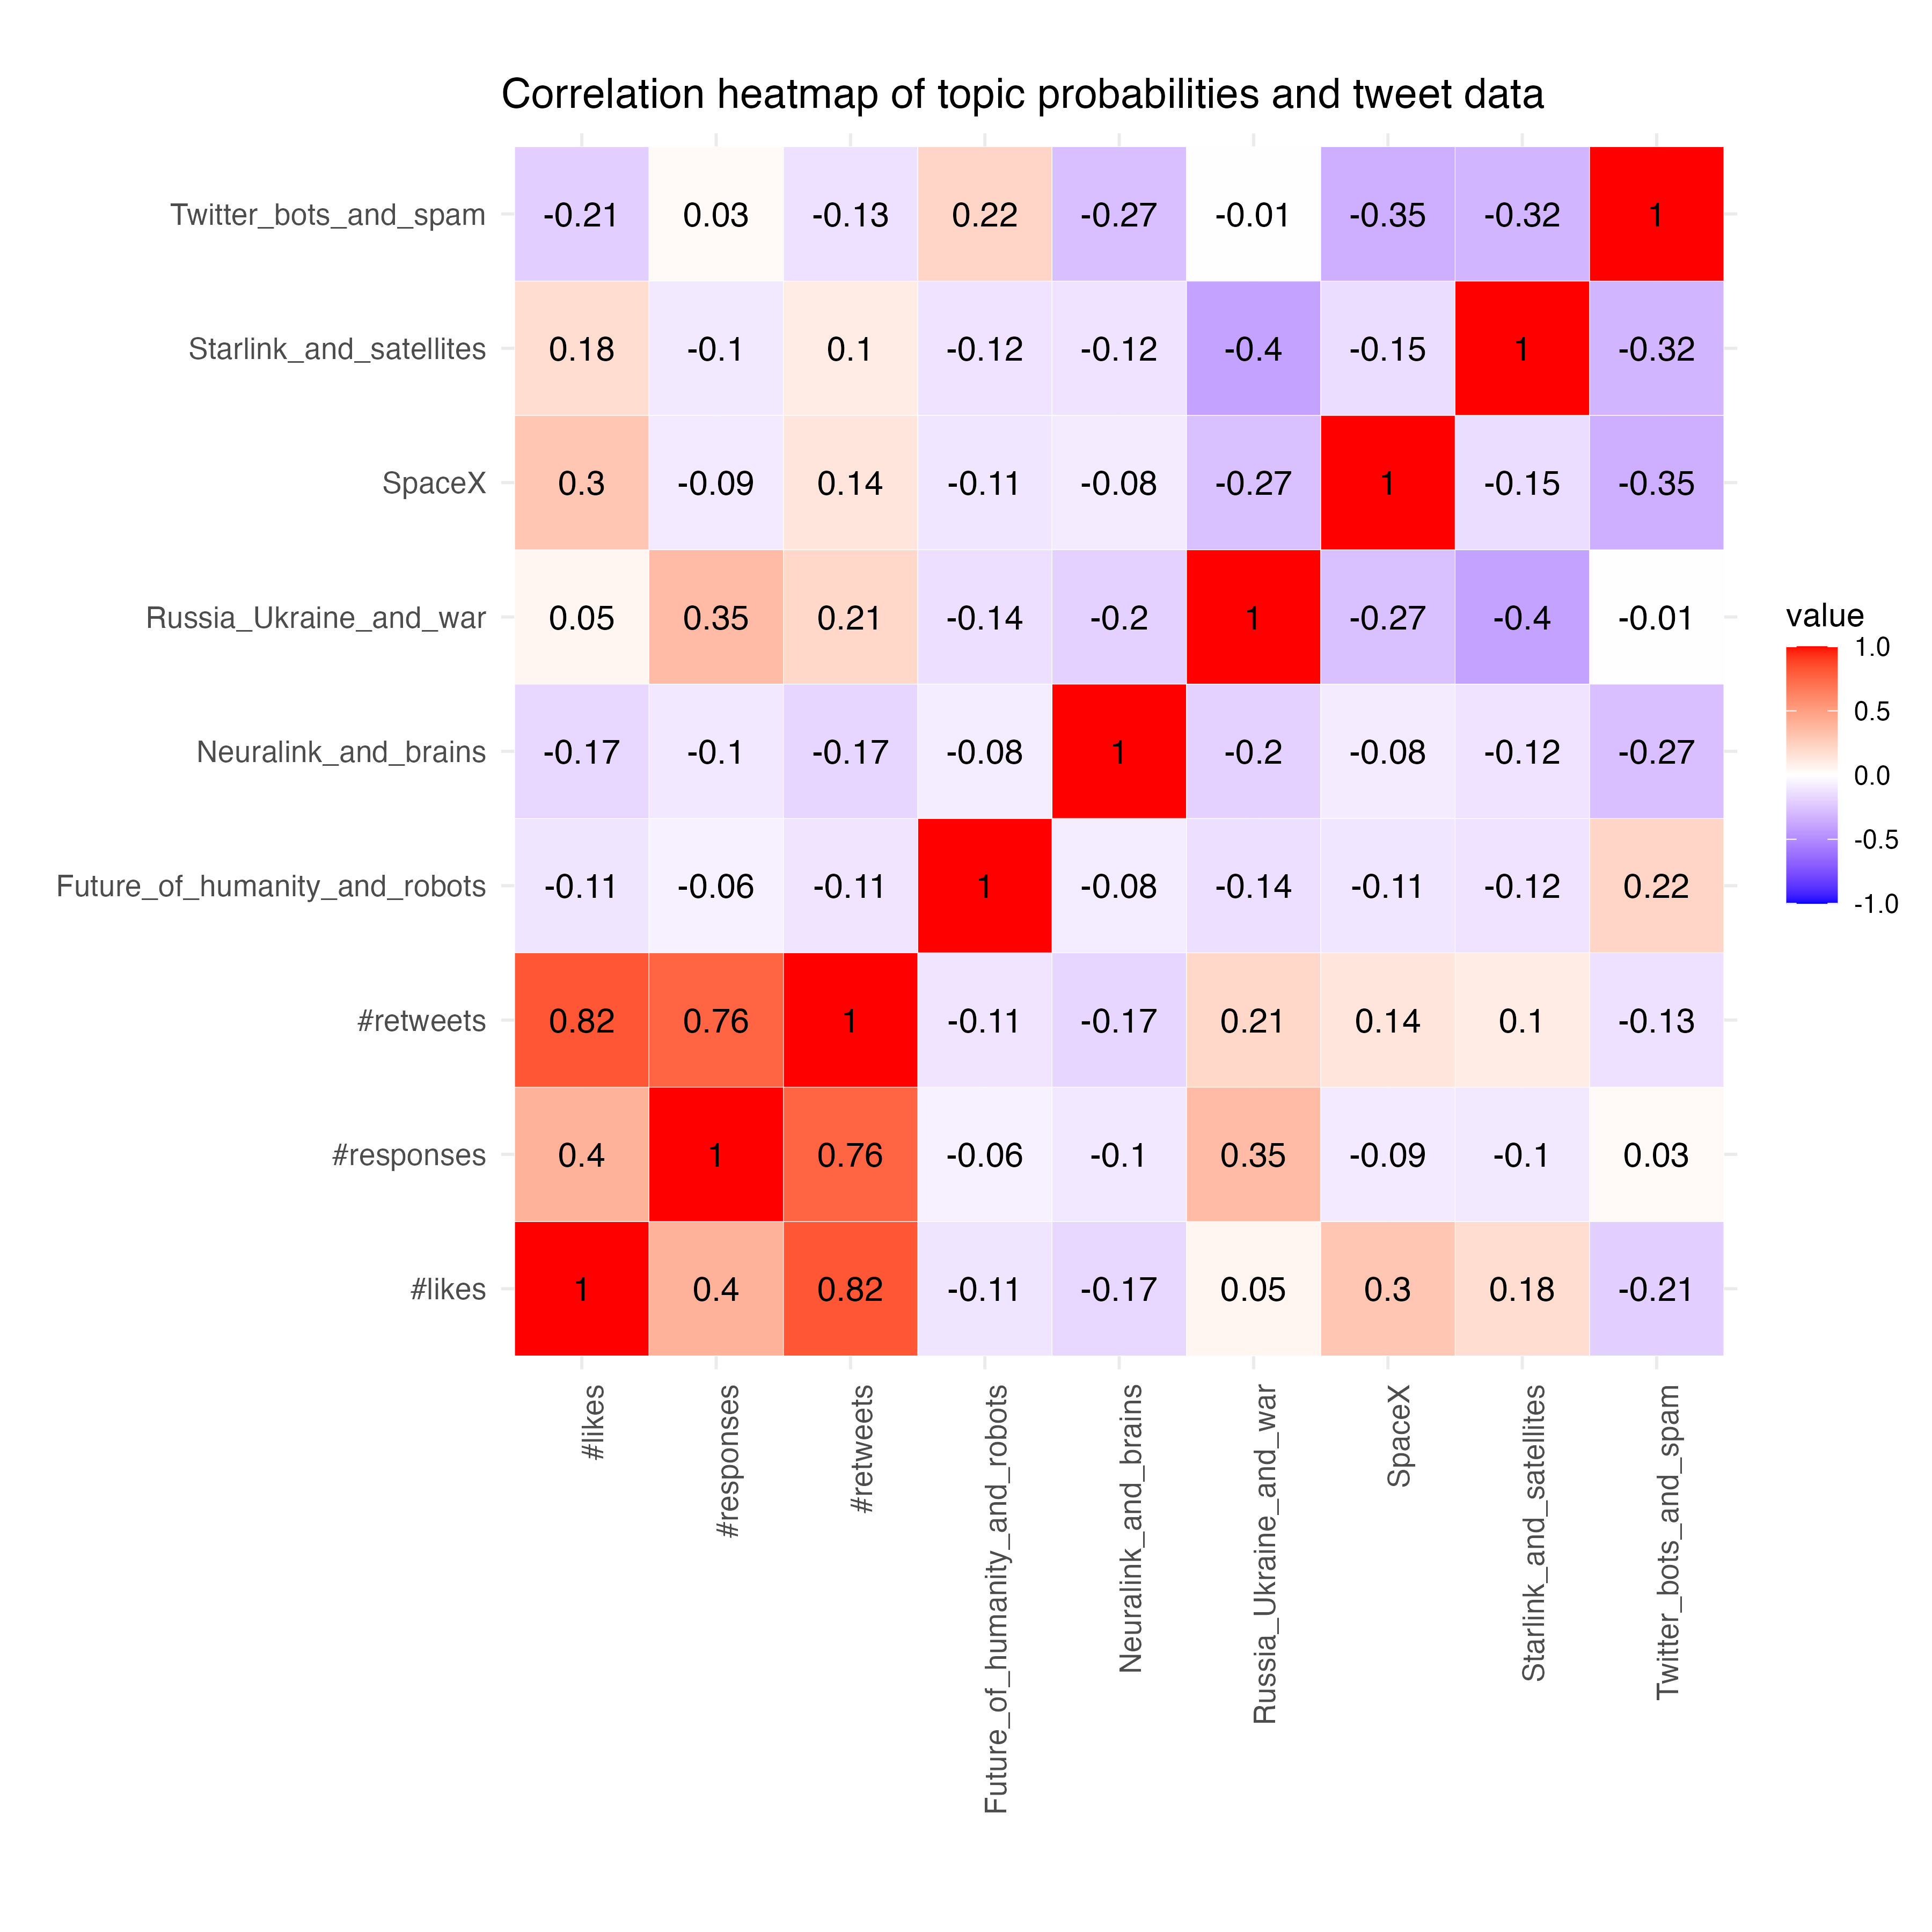 Correlation heatmap of topic probabilities and tweet data
Twitter_bots_and_spam -0.21 0.03 -0.13 0.22 -0.27 -0.01 -0.35 -0.32 1
Starlink_and_satellites 0.18 -0.1 0.1 -0.12 -0.12 -0.4 -0.15 1 -0.32
SpaceX 0.3 -0.09 0.14 -0.11 -0.08 -0.27 1 -0.15 -0.35
Russia_Ukraine_and_war 0.05 0.35 0.21 -0.14 -0.2 1 -0.27 -0.4 -0.01
Neuralink_and_brains -0.17 -0.1 -0.17 -0.08 1 -0.2 -0.08 -0.12 -0.27
Future_of_humanity_and_robots -0.11 -0.06 -0.11 1 -0.08 -0.14 -0.11 -0.12 0.22
#retweets 0.82 0.76 1 -0.11 -0.17 0.21 0.14 0.1 -0.13
#responses 0.4 1 0.76 -0.06 -0.1 0.35 -0.09 -0.1 0.03
#likes 1 0.4 0.82 -0.11 -0.17 0.05 0.3 0.18 -0.21
#likes
#responses
#retweets
Future_of_humanity_and_robots
Neuralink_and_brains
Russia_Ukraine_and_war
SpaceX
Starlink_and_satellites
Twitter_bots_and_spam
value
1.0
0.5
0.0
-0.5
-1.0